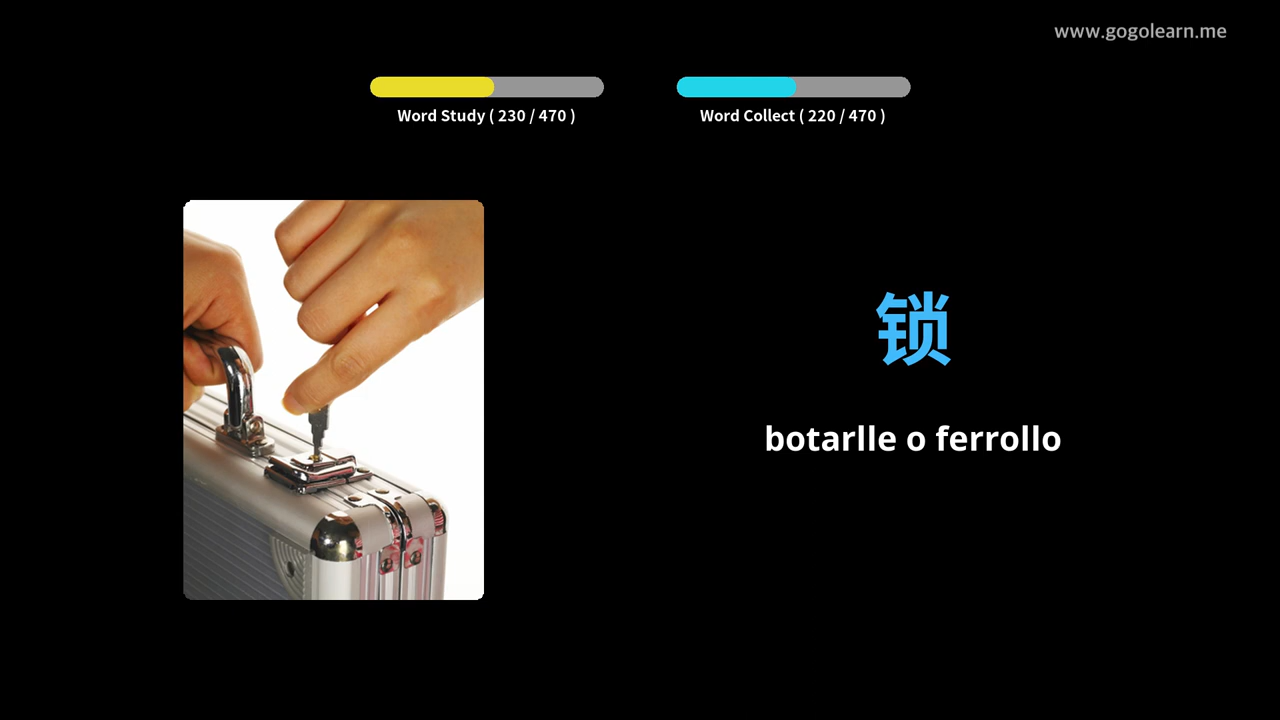 www.gogolearn.me
Word Study ( 230 / 470 )
Word Collect ( 220 / 470 )
锁
botarlle o ferrollo